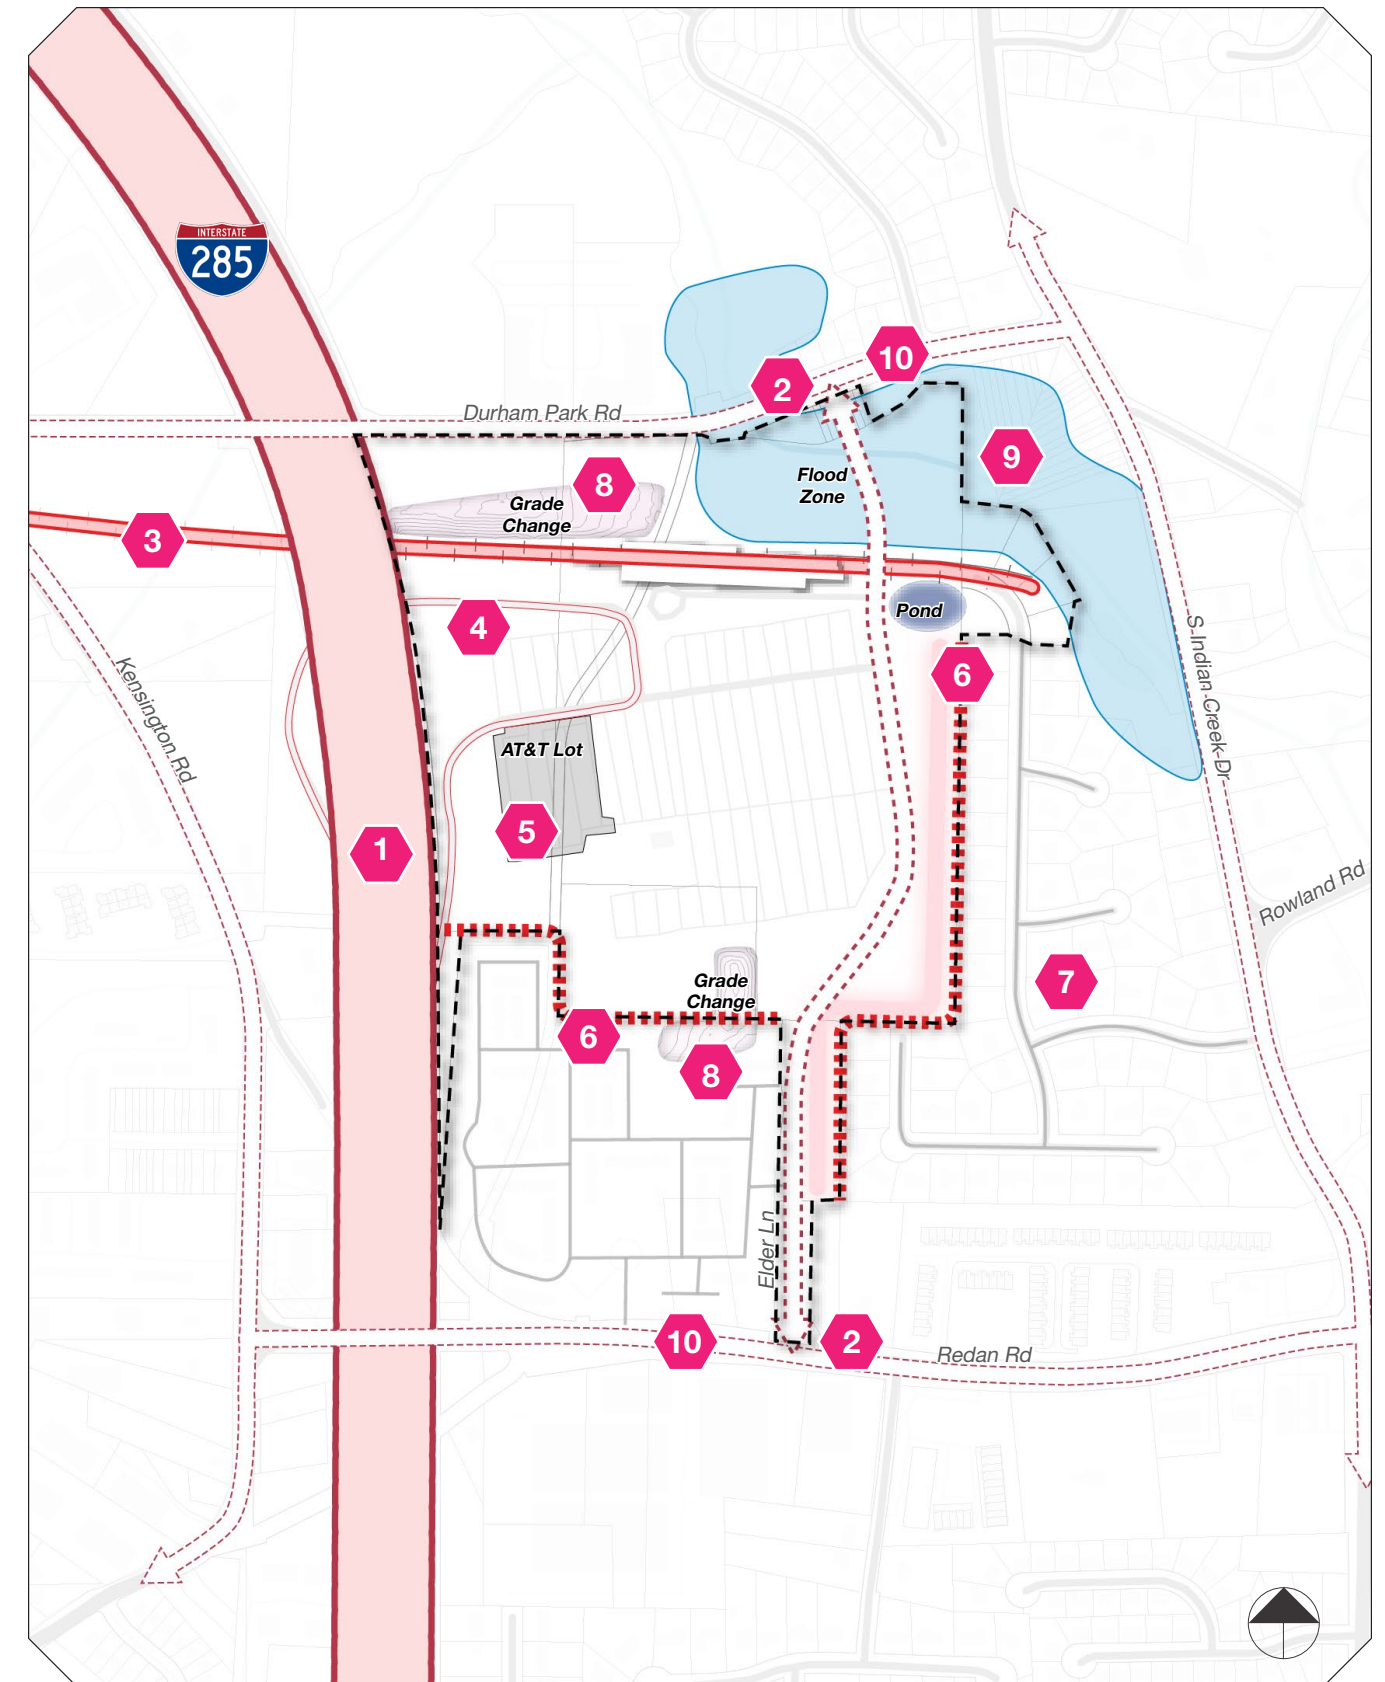 INTERSTATE
285
10
2
Durham Park Rd
9
8
Flood
Zone
Grade
Change
3
Pond
4
6
S Indian Creek Dr
Kensington Rd
AT&T Lot
5
1
Rowland Rd
7
Grade
Change
6
8
Elder Ln
10
2
Redan Rd